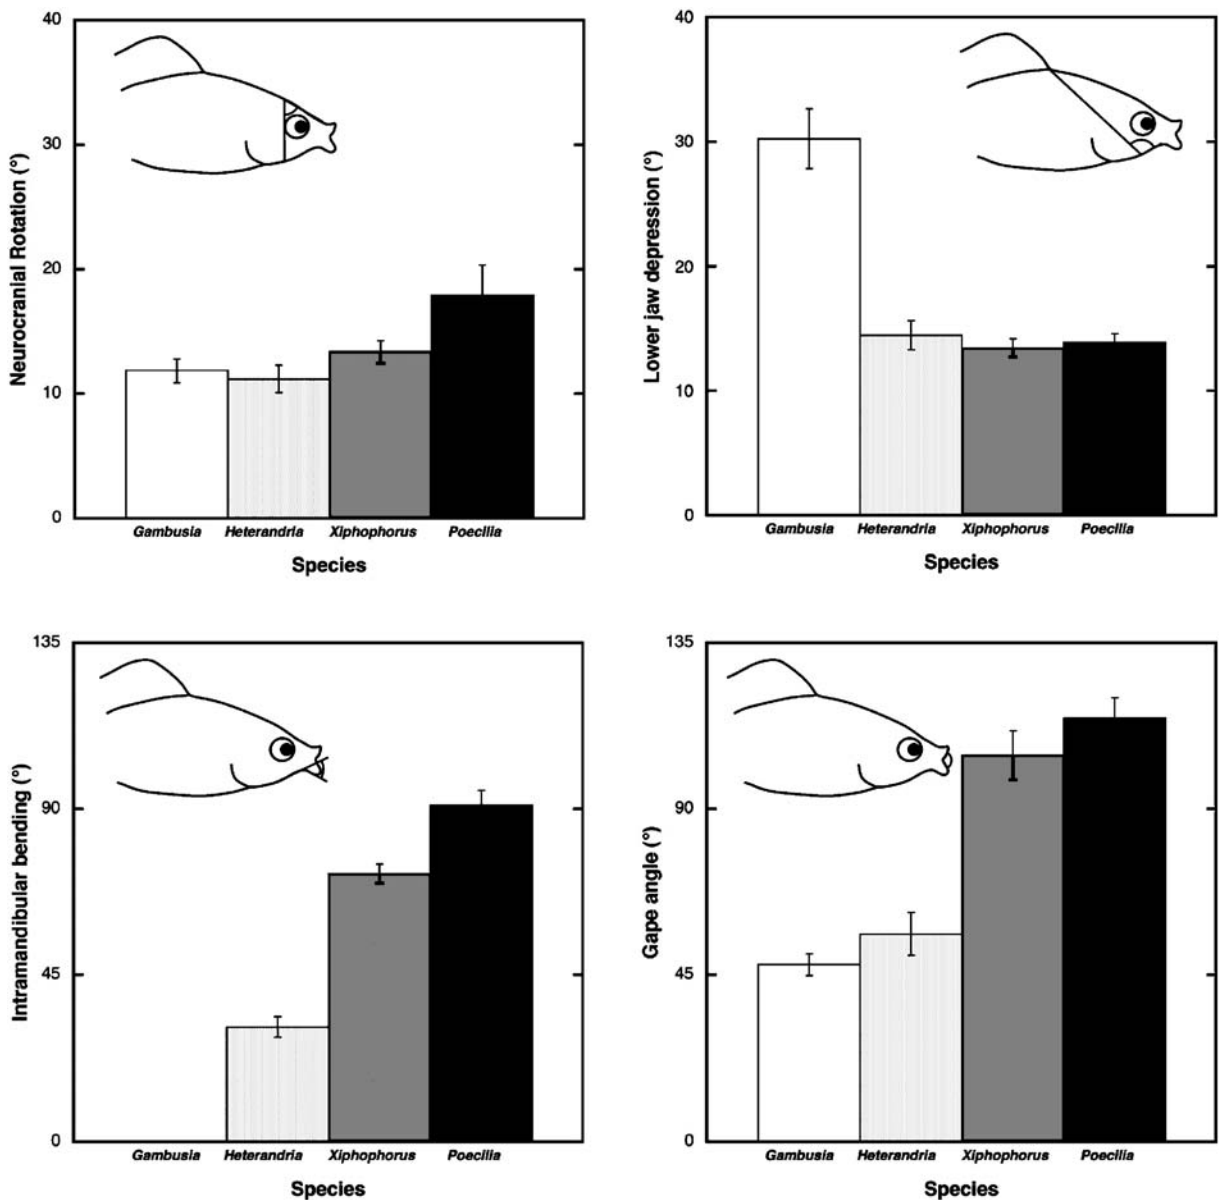 40
30
20
10
0
Neurocranial Rotation (°)
Gambusia Heterandria Xiphophorus Poecilia
Species
40
30
20
10
0
Lower jaw depression (°)
Gambusia Heterandria Xiphophorus Poecilia
Species
135
90
45
0
Intramandibular bending (°)
Gambusia Heterandria Xiphophorus Poecilia
Species
135
90
45
0
Gape angle (°)
Gambusia Heterandria Xiphophorus Poecilia
Species